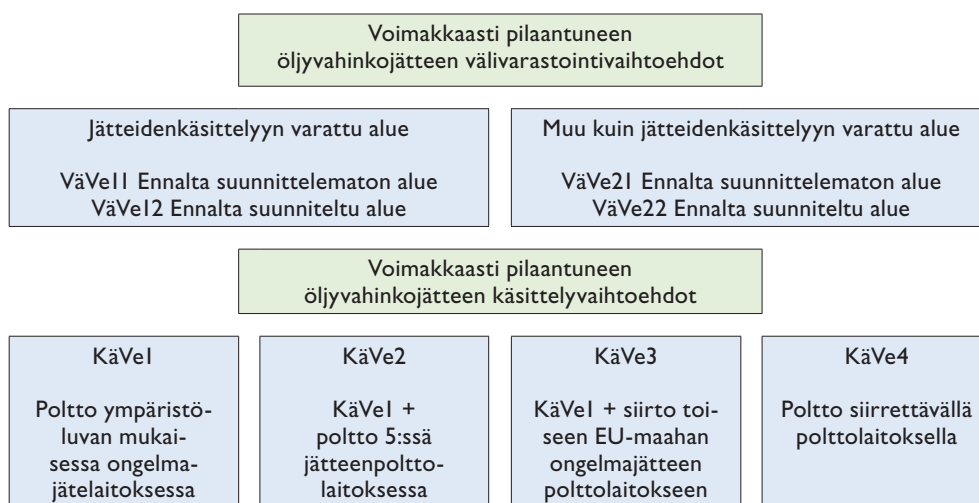 Voimakkaasti pilaantuneen
öljyvahinkojätteen välivarastointivaihtoehdot
Jätteidenkäsittelyyn varattu alue
VäVe11 Ennalta suunnittelematon alue
VäVe12 Ennalta suunniteltu alue
Muu kuin jätteidenkäsittelyyn varattu alue
VäVe21 Ennalta suunnittelematon alue
VäVe22 Ennalta suunniteltu alue
Voimakkaasti pilaantuneen
öljyvahinkojätteen käsittelyvaihtoehdot
KäVe1
Poltto ympäristö-
luvan mukai-
sessa ongelma-
jätelaitoksessa
KäVe2
KäVe1 +
poltto 5:ssä
jätteenpoltto-
laitoksessa
KäVe3
KäVe1 + siirto toi-
seen EU-maahan
ongelmajätteen
polttolaitokseen
KäVe4
Poltto siirrettävällä
polttolaitoksella